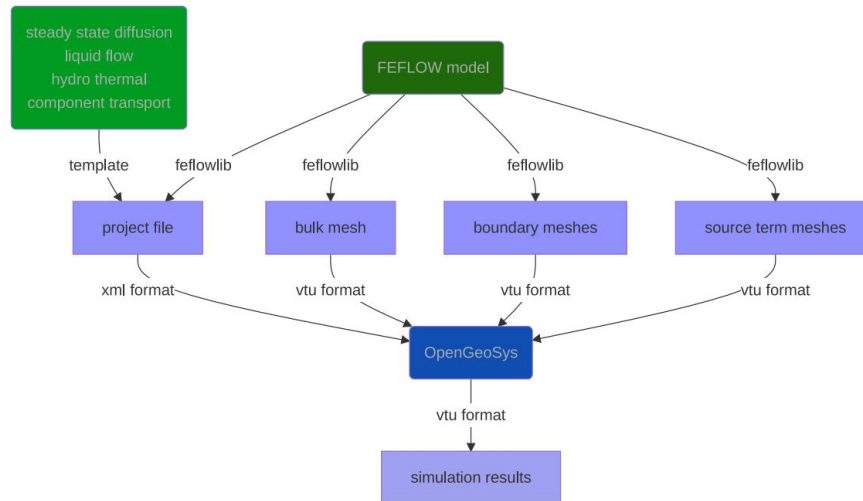 steady state diffusion
liquid flow
hydro thermal
component transport
FEFLOW model
template
feflowlib
feflowlib
feflowlib
feflowlib
project file
bulk mesh
boundary meshes
source term meshes
xml format
vtu format
vtu format
vtu format
OpenGeoSys
vtu format
simulation results